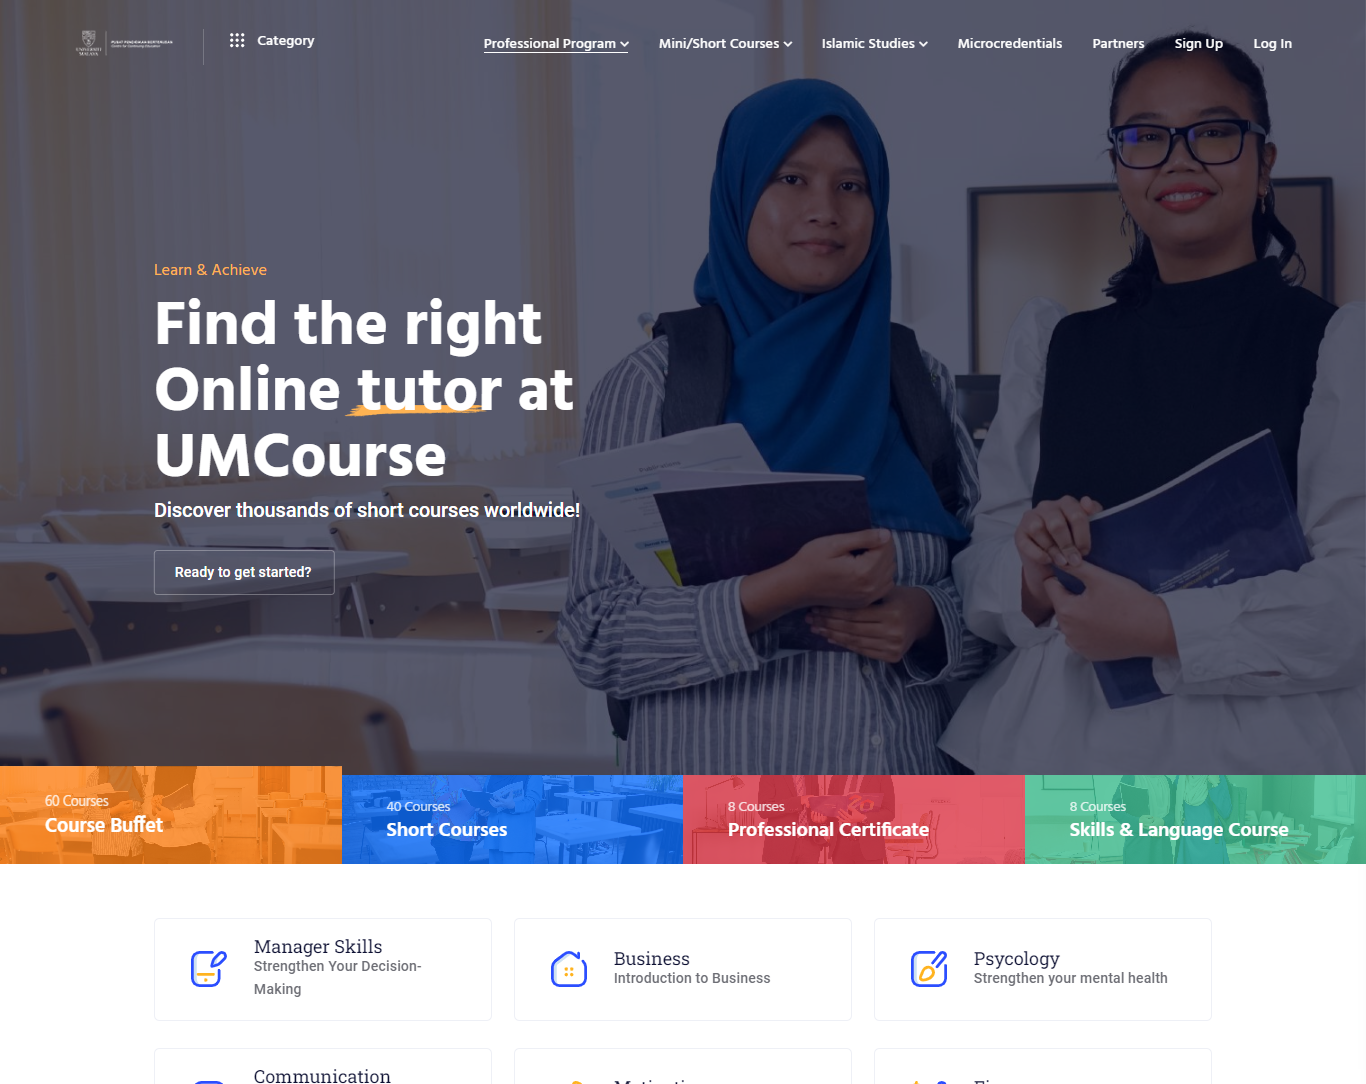 UNIVERSITI
MALAYA
Category
Professional Program
Mini/Short Courses
Islamic Studies
Microcredentials
Partners
Sign Up
Log In
Learn & Achieve
Find the right
Online tutor at
UMCourse
Discover thousands of short courses worldwide!
Ready to get started?
60 Courses
Course Buffet
40 Courses
Short Courses
8 Courses
Professional Certificate
8 Courses
Skills & Language Course
Manager Skills
Strengthen Your Decision-
Making
Business
Introduction to Business
Psycology
Strengthen your mental health
Communication